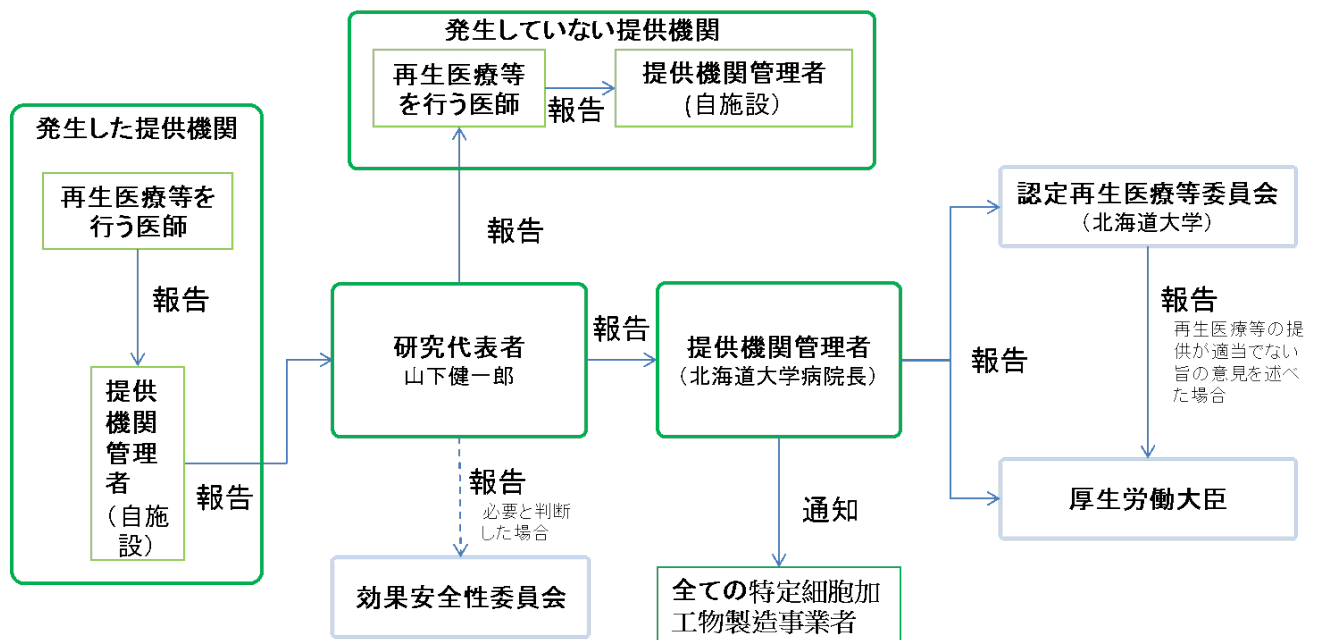 発生した提供機関
再生医療等を
行う医師
報告
提供
機関
管理
者
（自施
設）
報告
発生していない提供機関
再生医療等
を行う医師
報告
提供機関管理者
(自施設）
報告
研究代表者
山下健一郎
報告
提供機関管理者
（北海道大学病院長）
報告
必要と判断
した場合
効果安全性委員会
通知
全ての特定細胞加
工物製造事業者
報告
認定再生医療等委員会
（北海道大学）
報告
再生医療等の提
供が適当でない
旨の意見を述べ
た場合
厚生労働大臣